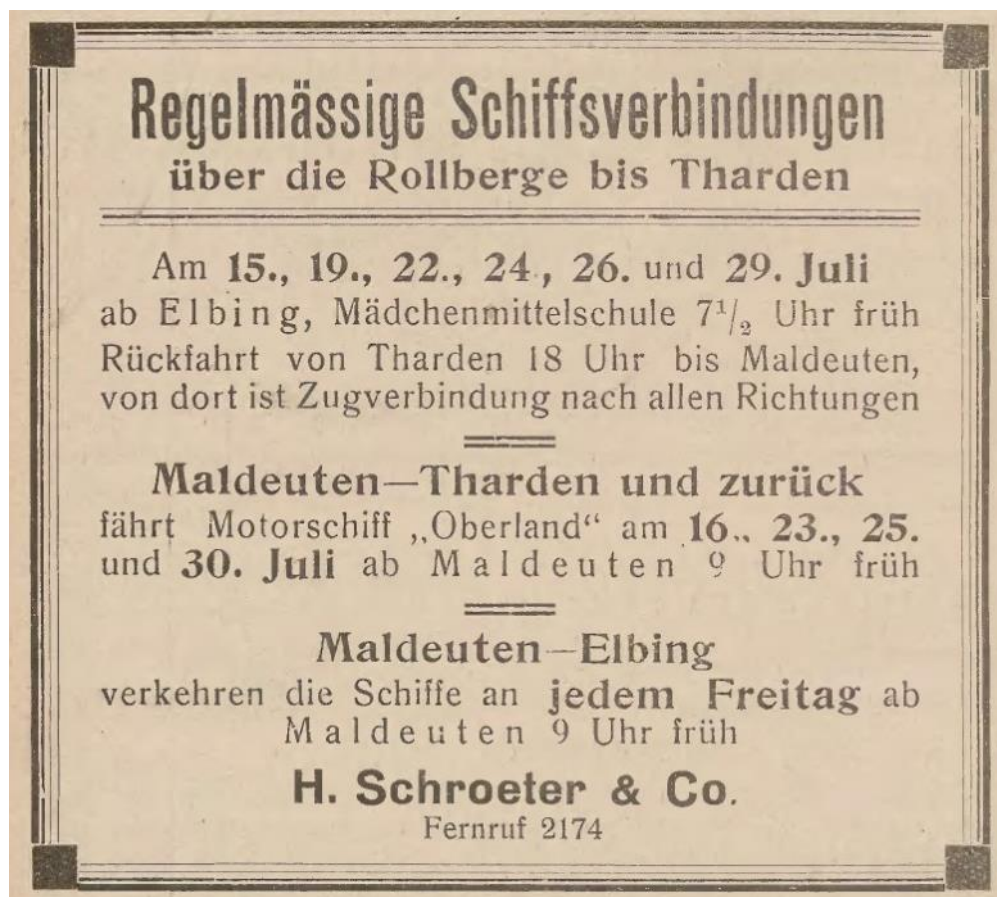 Regelmässige Schiffsverbindungen
über die Rollberge bis Tharden
Am 15., 19., 22., 24., 26. und 29. Juli
ab Elbing, Mädchenmittelschule 7¹/₂ Uhr früh
Rückfahrt von Tharden 18 Uhr bis Maldeuten,
von dort ist Zugverbindung nach allen Richtungen
Maldeuten—Tharden und zurück
fährt Motorschiff „Oberland“ am 16., 23., 25.
und 30. Juli ab Maldeuten 9 Uhr früh
Maldeuten—Elbing
verkehren die Schiffe an jedem Freitag ab
Maldeuten 9 Uhr früh
H. Schroeter & Co.
Fernruf 2174